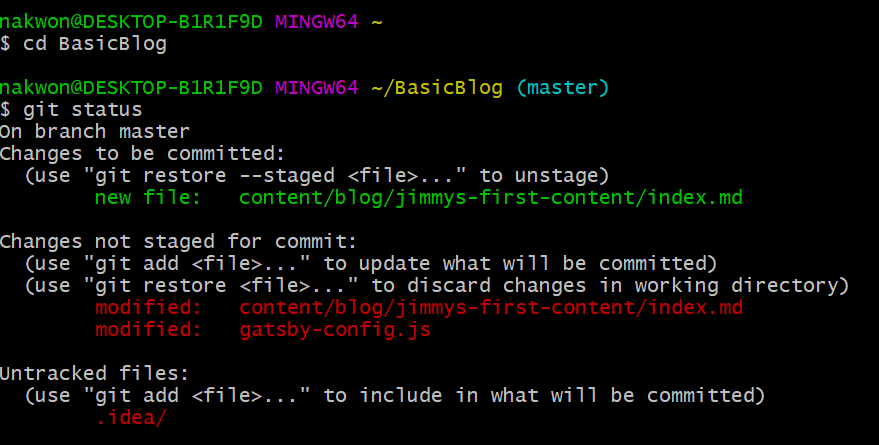 nakwon@DESKTOP-B1R1F9D MINGW64 ~
$ cd BasicBlog
nakwon@DESKTOP-B1R1F9D MINGW64 ~/BasicBlog (master)
$ git status
On branch master
Changes to be committed:
  (use "git restore --staged <file>..." to unstage)
        new file:   content/blog/jimmys-first-content/index.md
Changes not staged for commit:
  (use "git add <file>..." to update what will be committed)
  (use "git restore <file>..." to discard changes in working directory)
        modified:   content/blog/jimmys-first-content/index.md
        modified:   gatsby-config.js
Untracked files:
  (use "git add <file>..." to include in what will be committed)
        .idea/